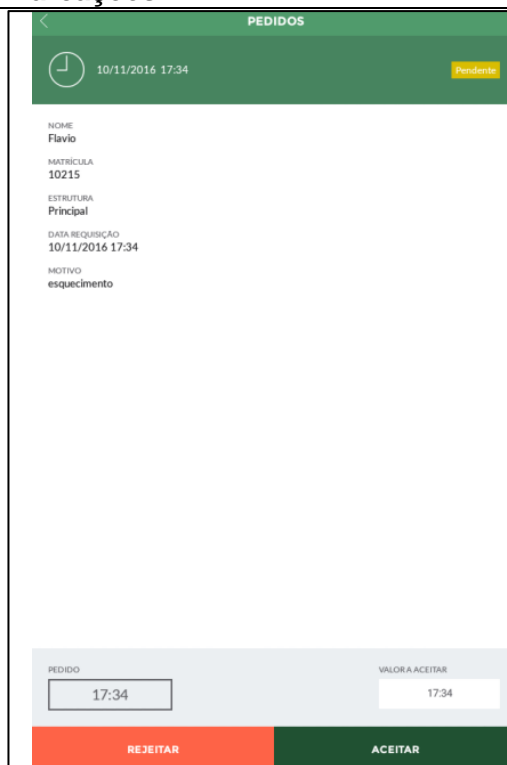 PEDIDOS
10/11/2016 17:34
Pendente
NOME
Flavio
MATRÍCULA
10215
ESTRUTURA
Principal
DATA REQUISIÇÃO
10/11/2016 17:34
MOTIVO
esquecimento
PEDIDO
VALOR A ACEITAR
17:34
17:34
REJEITAR
ACEITAR